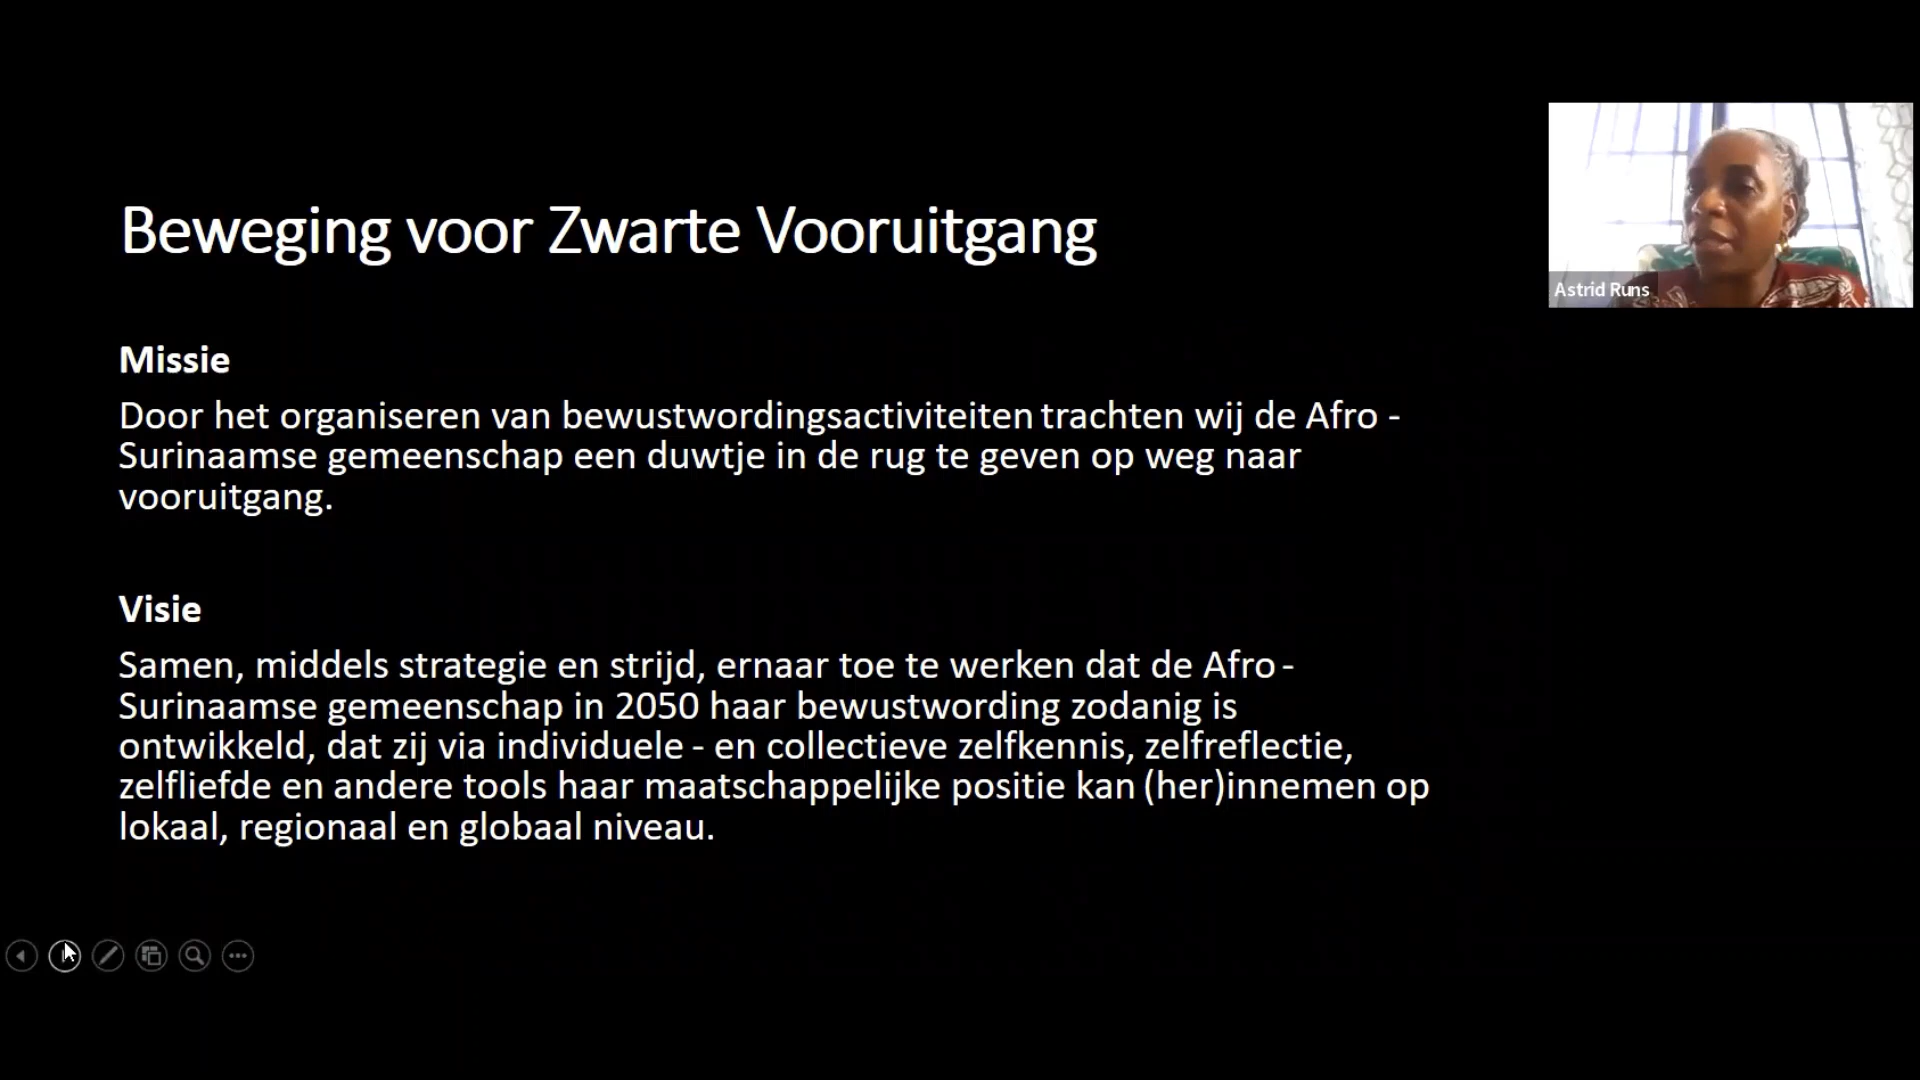 Beweging voor Zwarte Vooruitgang
Astrid Runs
Missie
Door het organiseren van bewustwordingsactiviteiten trachten wij de Afro -
Surinaamse gemeenschap een duwtje in de rug te geven op weg naar
vooruitgang.
Visie
Samen, middels strategie en strijd, ernaar toe te werken dat de Afro -
Surinaamse gemeenschap in 2050 haar bewustwording zodanig is
ontwikkeld, dat zij via individuele - en collectieve zelfkennis, zelfreflectie,
zelfliefde en andere tools haar maatschappelijke positie kan (her)innemen op
lokaal, regionaal en globaal niveau.